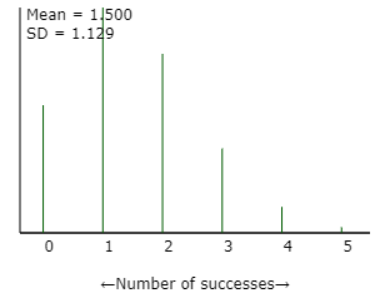 Mean = 1.500
SD = 1.129
0 1 2 3 4 5
←Number of successes→